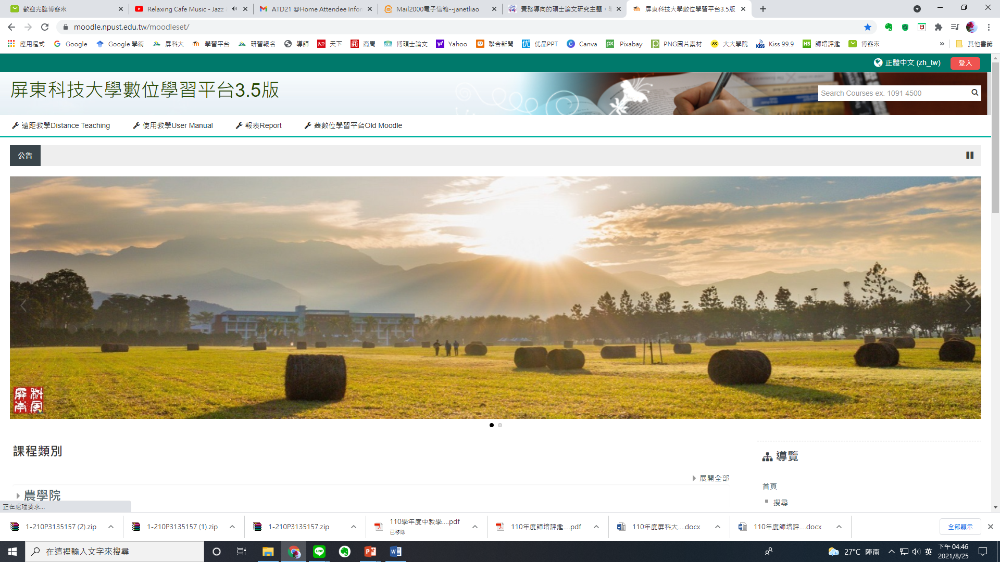 歡迎光臨博客來
Relaxing Cafe Music - Jazz
ATD21 @Home Attendee Infor
Mail2000電子信箱--janetliao
實務導向的碩士論文研究主題，
屏東科技大學數位學習平台3.5版
moodle.npust.edu.tw/moodleset/
應用程式
Google
Google 學術
屏科大
學習平台
研習報名
導師
天下
商周
博碩士論文
Yahoo
聯合新聞
优品PPT
Canva
Pixabay
PNG图片素材
大大學院
Kiss 99.9
師培評鑑
博客來
»
其他書籤
正體中文 (zh_tw)
登入
屏東科技大學數位學習平台3.5版
Search Courses ex. 1091 4500
遠距教學Distance Teaching
使用教學User Manual
報表Report
舊數位學習平台Old Moodle
公告
屏科
南風
課程類別
導覽
展開全部
首頁
農學院
搜尋
正在處理要求...
1-210P3135157 (2).zip
1-210P3135157 (1).zip
1-210P3135157.zip
110學年度中教學....pdf
已移除
110年度師培評鑑....pdf
110年度屏科大....docx
110年度師培評....docx
全部顯示
在這裡輸入文字來搜尋
27°C 陣雨
英
下午 04:46
2021/8/25